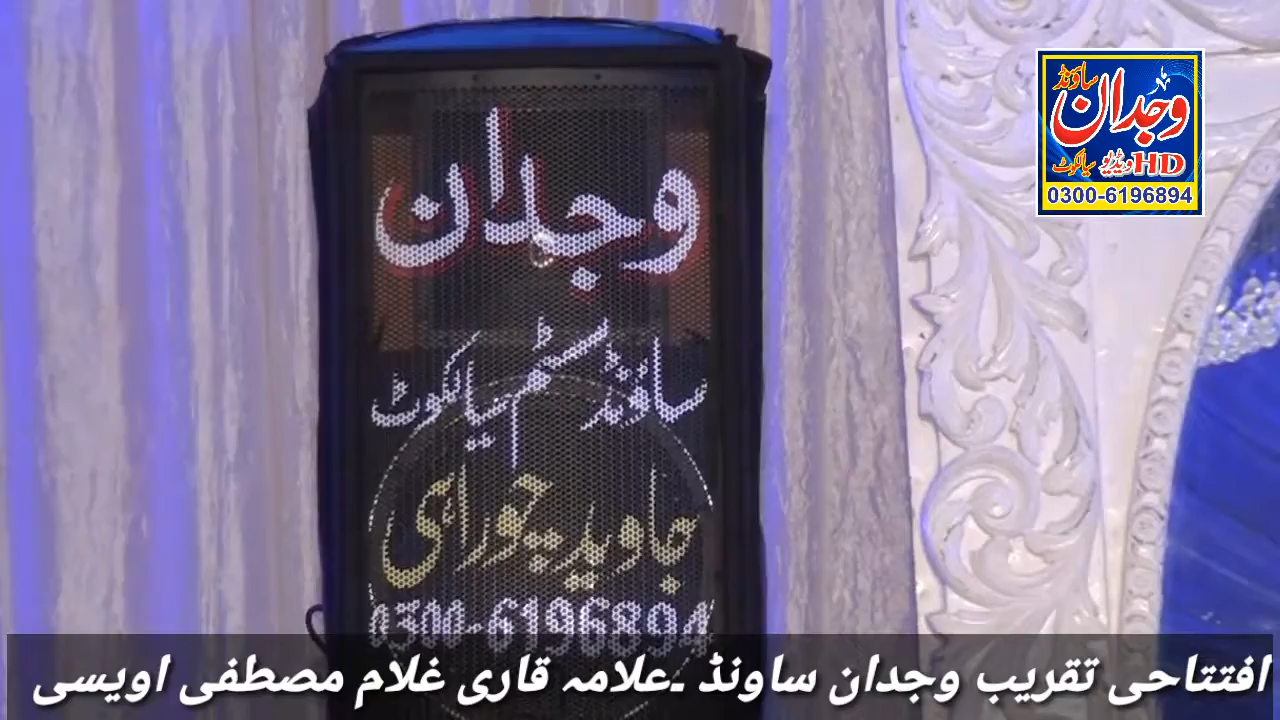 وجدان
ساؤنڈ سسٹم سیالکوٹ
جاوید چوراہی
0300-6196894
ساؤنڈ
وجدان
HD ویڈیو سیالکوٹ
0300-6196894
افتتاحی تقریب وجدان ساونڈ ۔علامہ قاری غلام مصطفی اویسی